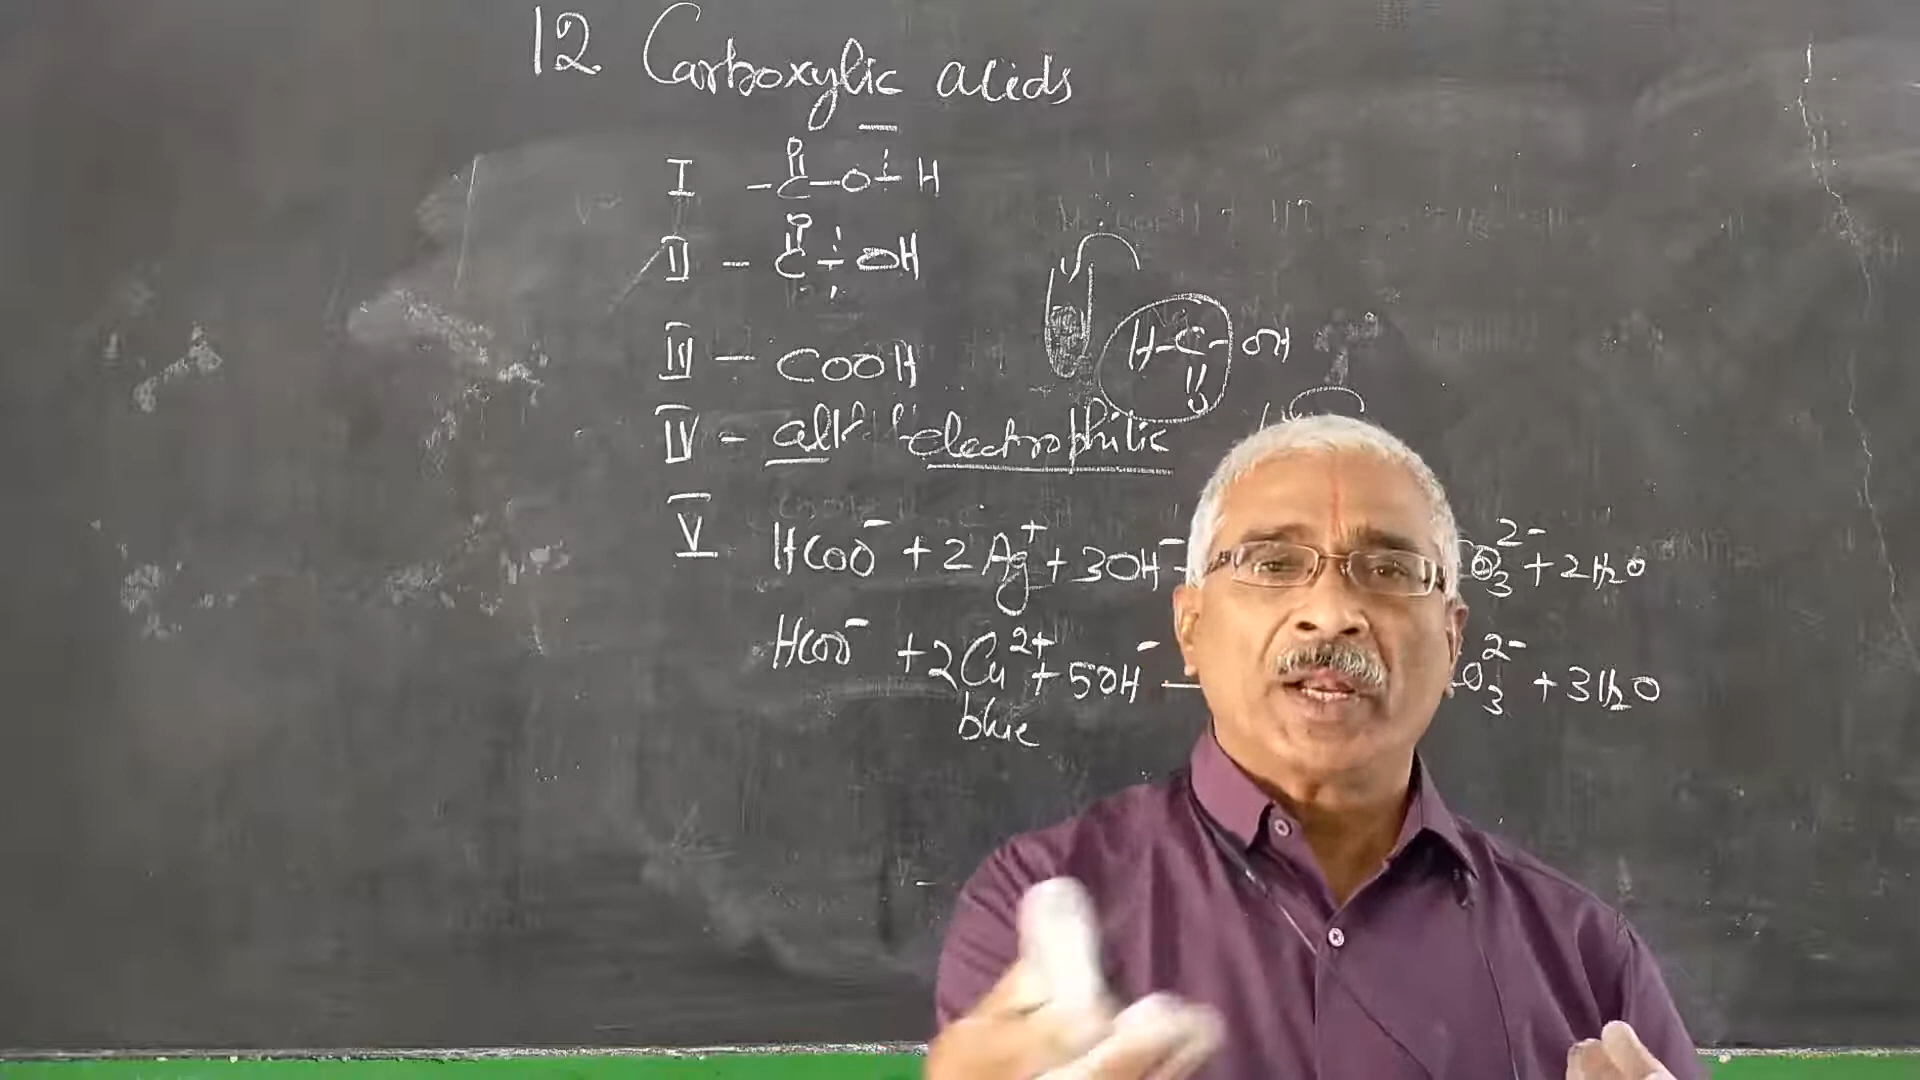 12 Carboxylic acids
I - C - O - H
O
II - C - OH
O
III - COOH
H-C-OH
O
IV - alk electrophilic
V HCOO⁻ + 2Ag⁺ + 3OH⁻ O₃²⁻ + 2H₂O
HCOO⁻ + 2Cu²⁺ + 5OH⁻ O₃²⁻ + 3H₂O
blue